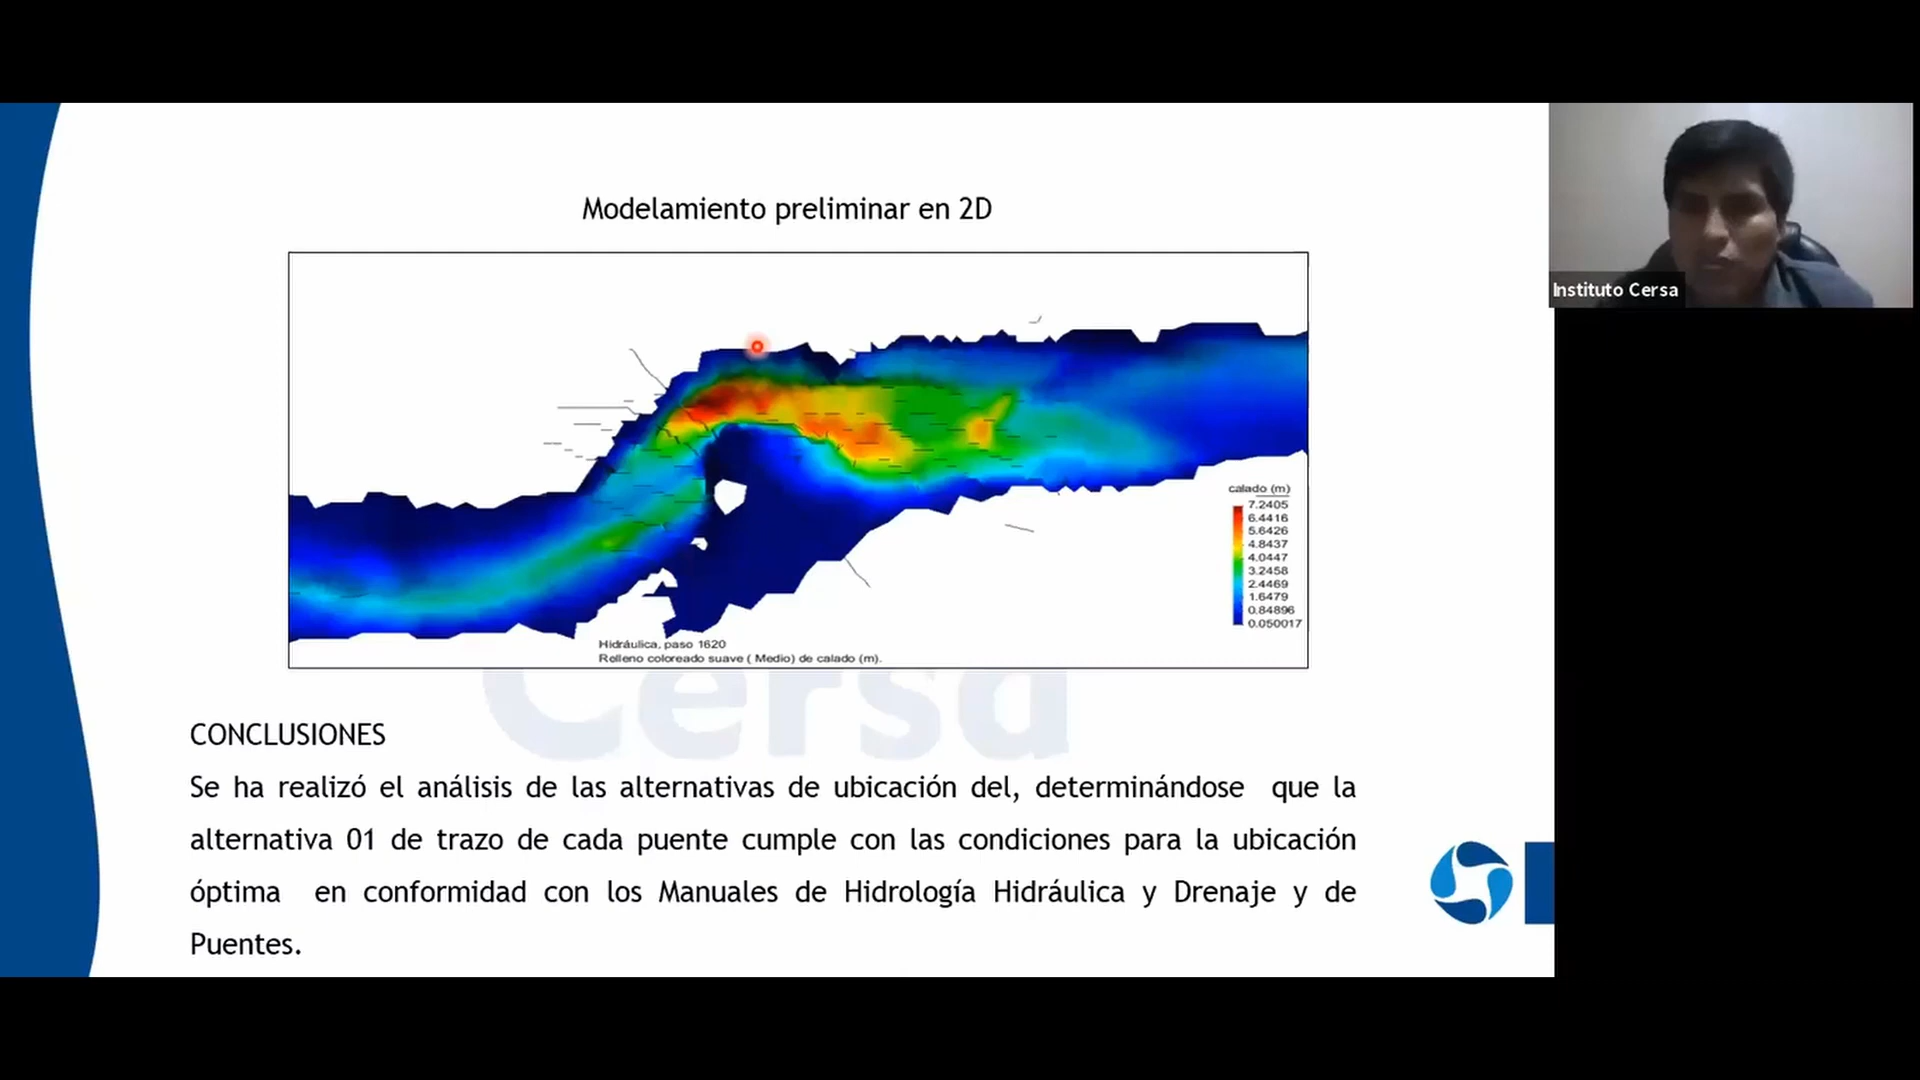 Modelamiento preliminar en 2D
Instituto Cersa
calado (m)
7.2405
6.4416
5.6426
4.8437
4.0447
3.2458
2.4469
1.6479
0.84896
0.050017
Hidráulica, paso 1620
Relleno coloreado suave ( Medio) de calado (m).
Cersa
CONCLUSIONES
Se ha realizó el análisis de las alternativas de ubicación del, determinándose que la
alternativa 01 de trazo de cada puente cumple con las condiciones para la ubicación
óptima en conformidad con los Manuales de Hidrología Hidráulica y Drenaje y de
Puentes.